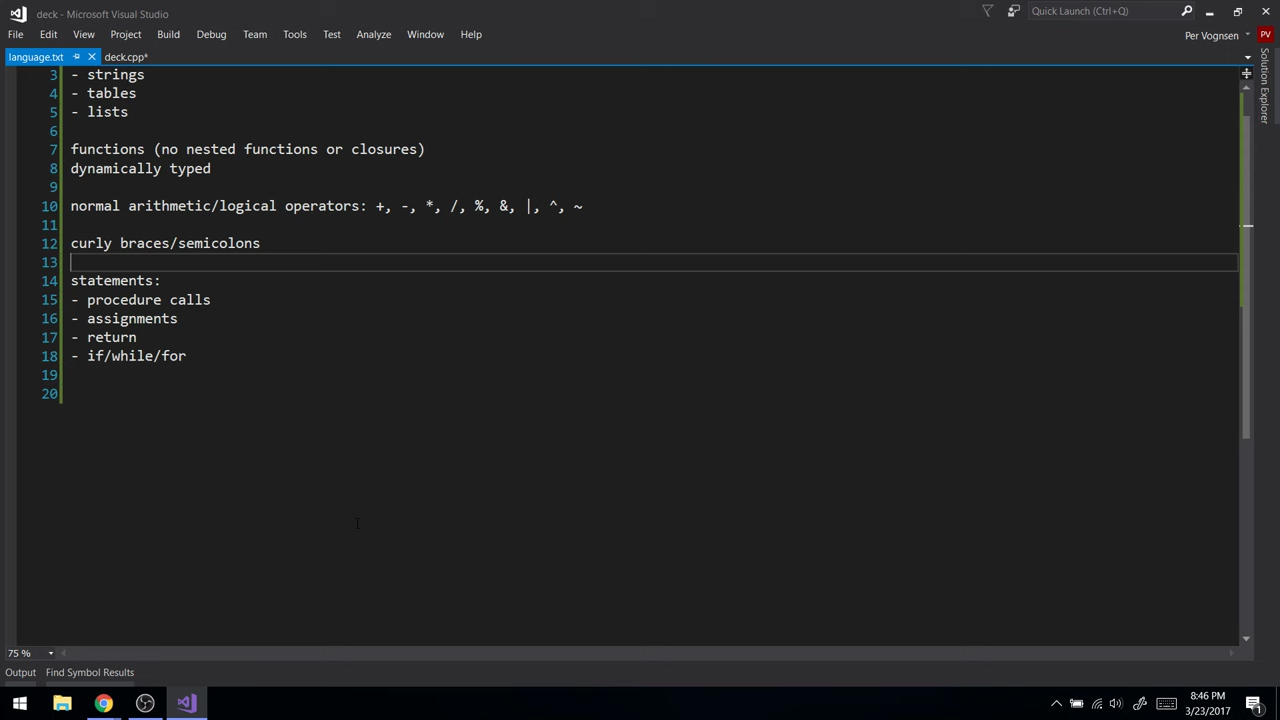 deck - Microsoft Visual Studio
Quick Launch (Ctrl+Q)
File Edit View Project Build Debug Team Tools Test Analyze Window Help
Per Vognsen PV
language.txt deck.cpp*
Solution Explorer
3 - strings
4 - tables
5 - lists
6
7 functions (no nested functions or closures)
8 dynamically typed
9
10 normal arithmetic/logical operators: +, -, *, /, %, &, |, ^, ~
11
12 curly braces/semicolons
13
14 statements:
15 - procedure calls
16 - assignments
17 - return
18 - if/while/for
19
20
75 %
Output Find Symbol Results
8:46 PM
3/23/2017
1